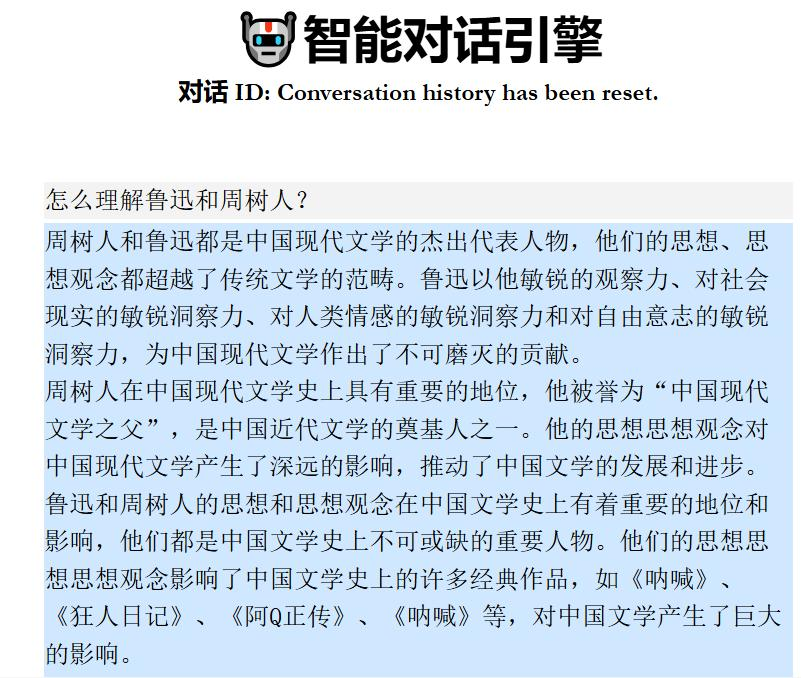 智能对话引擎
对话 ID: Conversation history has been reset.
怎么理解鲁迅和周树人？
周树人和鲁迅都是中国现代文学的杰出代表人物，他们的思想、思
想观念都超越了传统文学的范畴。鲁迅以他敏锐的观察力、对社会
现实的敏锐洞察力、对人类情感的敏锐洞察力和对自由意志的敏锐
洞察力，为中国现代文学作出了不可磨灭的贡献。
周树人在中国现代文学史上具有重要的地位，他被誉为“中国现代
文学之父”，是中国近代文学的奠基人之一。他的思想思想观念对
中国现代文学产生了深远的影响，推动了中国文学的发展和进步。
鲁迅和周树人的思想和思想观念在中国文学史上有着重要的地位和
影响，他们都是中国文学史上不可或缺的重要人物。他们的思想思
想思想观念影响了中国文学史上的许多经典作品，如《呐喊》、
《狂人日记》、《阿Q正传》、《呐喊》等，对中国文学产生了巨大
的影响。